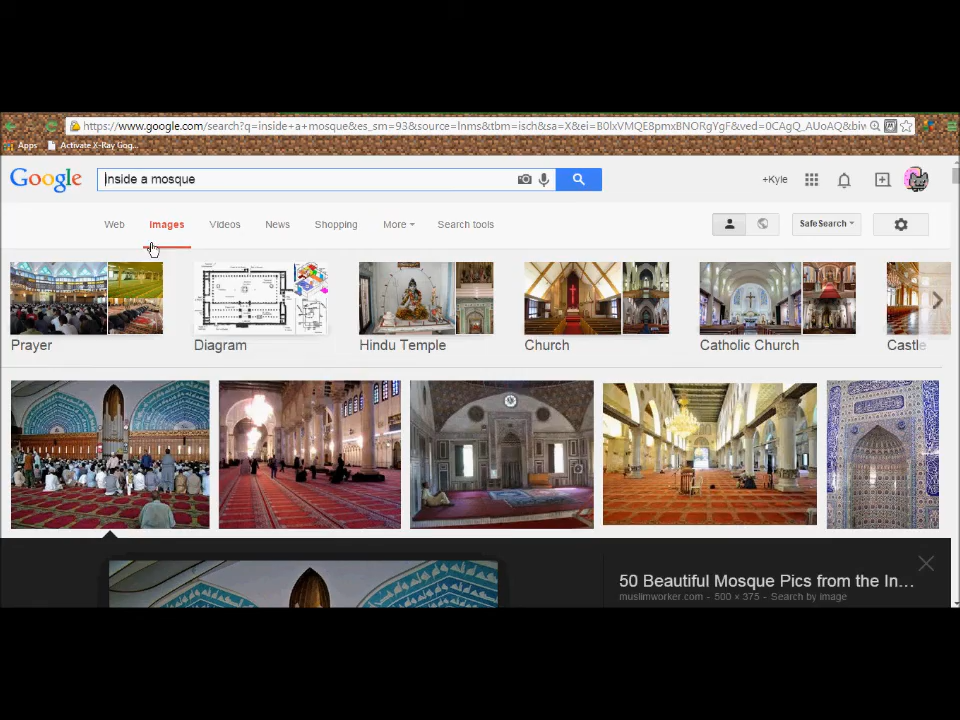 https://www.google.com/search?q=inside+a+mosque&es_sm=93&source=lnms&tbm=isch&sa=X&ei=B0lxVMQE8pmxBNORgYgF&ved=0CAgQ_AUoAQ&biw
Apps Activate X-Ray Gog...
Google inside a mosque +Kyle
Web Images Videos News Shopping More Search tools SafeSearch
Prayer Diagram Hindu Temple Church Catholic Church Castle
50 Beautiful Mosque Pics from the In...
muslimworker.com - 500 × 375 - Search by image